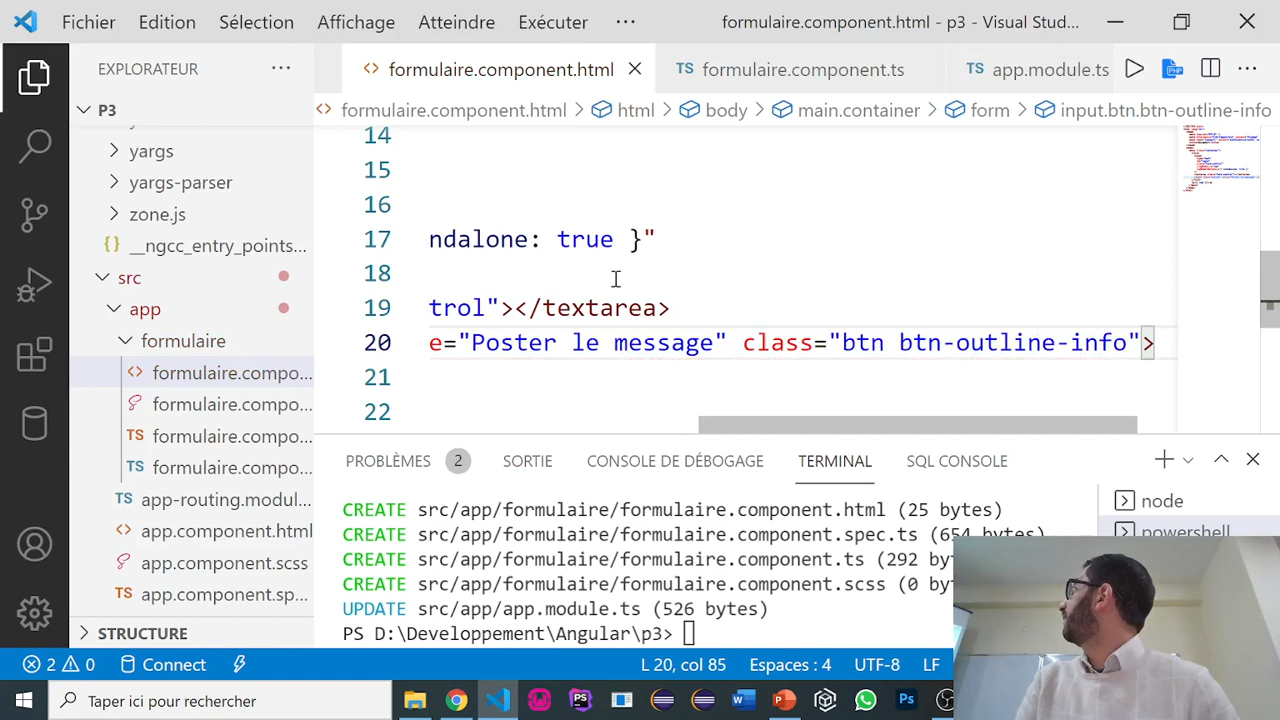 Fichier Edition Sélection Affichage Atteindre Exécuter ··· formulaire.component.html - p3 - Visual Stud...
EXPLORATEUR ···
formulaire.component.html
TS formulaire.component.ts
TS app.module.ts
P3
formulaire.component.html > html > body > main.container > form > input.btn.btn-outline-info
yargs
yargs-parser
zone.js
{} __ngcc_entry_points...
src
app
formulaire
formulaire.compo...
formulaire.compo...
TS formulaire.compo...
TS formulaire.compo...
TS app-routing.modul...
app.component.html
app.component.scss
TS app.component.sp...
STRUCTURE
14
15
16
17 ndalone: true }"
18
19 trol"></textarea>
20 e="Poster le message" class="btn btn-outline-info">
21
22
PROBLÈMES 2 SORTIE CONSOLE DE DÉBOGAGE TERMINAL SQL CONSOLE
CREATE src/app/formulaire/formulaire.component.html (25 bytes)
CREATE src/app/formulaire/formulaire.component.spec.ts (654 bytes)
CREATE src/app/formulaire/formulaire.component.ts (292 byt
CREATE src/app/formulaire/formulaire.component.scss (0 byt
UPDATE src/app/app.module.ts (526 bytes)
PS D:\Developpement\Angular\p3>
node
powershell
2 0 Connect L 20, col 85 Espaces : 4 UTF-8 LF
Taper ici pour rechercher